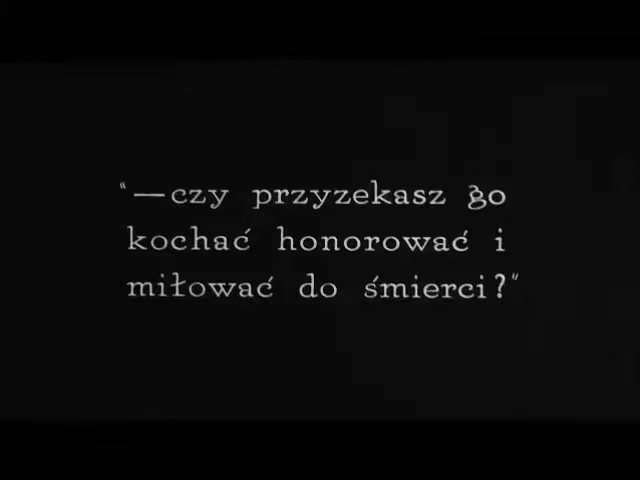 "—czy przyzekasz go
kochać honorować i
miłować do śmierci?"